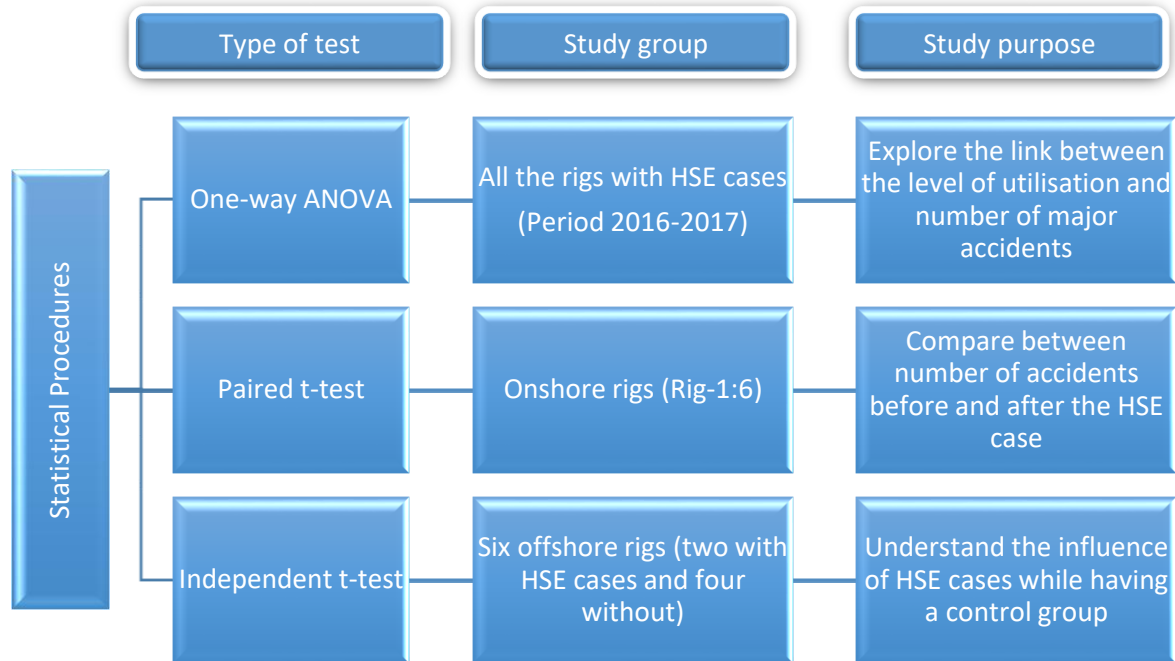 Type of test
Study group
Study purpose
Statistical Procedures
One-way ANOVA
All the rigs with HSE cases
(Period 2016-2017)
Explore the link between
the level of utilisation and
number of major
accidents
Paired t-test
Onshore rigs (Rig-1:6)
Compare between
number of accidents
before and after the HSE
case
Independent t-test
Six offshore rigs (two with
HSE cases and four
without)
Understand the influence
of HSE cases while having
a control group